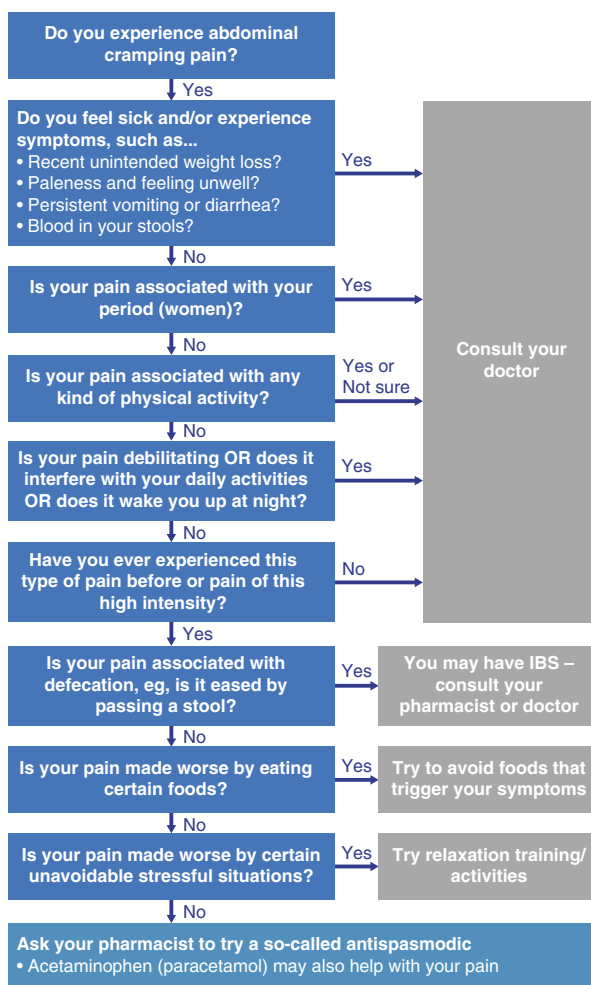 Do you experience abdominal
cramping pain?
Yes
Do you feel sick and/or experience
symptoms, such as...
• Recent unintended weight loss?
• Paleness and feeling unwell?
• Persistent vomiting or diarrhea?
• Blood in your stools?
Yes
No
Is your pain associated with your
period (women)?
Yes
No
Is your pain associated with any
kind of physical activity?
Yes or
Not sure
No
Is your pain debilitating OR does it
interfere with your daily activities
OR does it wake you up at night?
Yes
No
Have you ever experienced this
type of pain before or pain of this
high intensity?
No
Consult your
doctor
Yes
Is your pain associated with
defecation, eg, is it eased by
passing a stool?
Yes
You may have IBS –
consult your
pharmacist or doctor
No
Is your pain made worse by eating
certain foods?
Yes
Try to avoid foods that
trigger your symptoms
No
Is your pain made worse by certain
unavoidable stressful situations?
Yes
Try relaxation training/
activities
No
Ask your pharmacist to try a so-called antispasmodic
• Acetaminophen (paracetamol) may also help with your pain